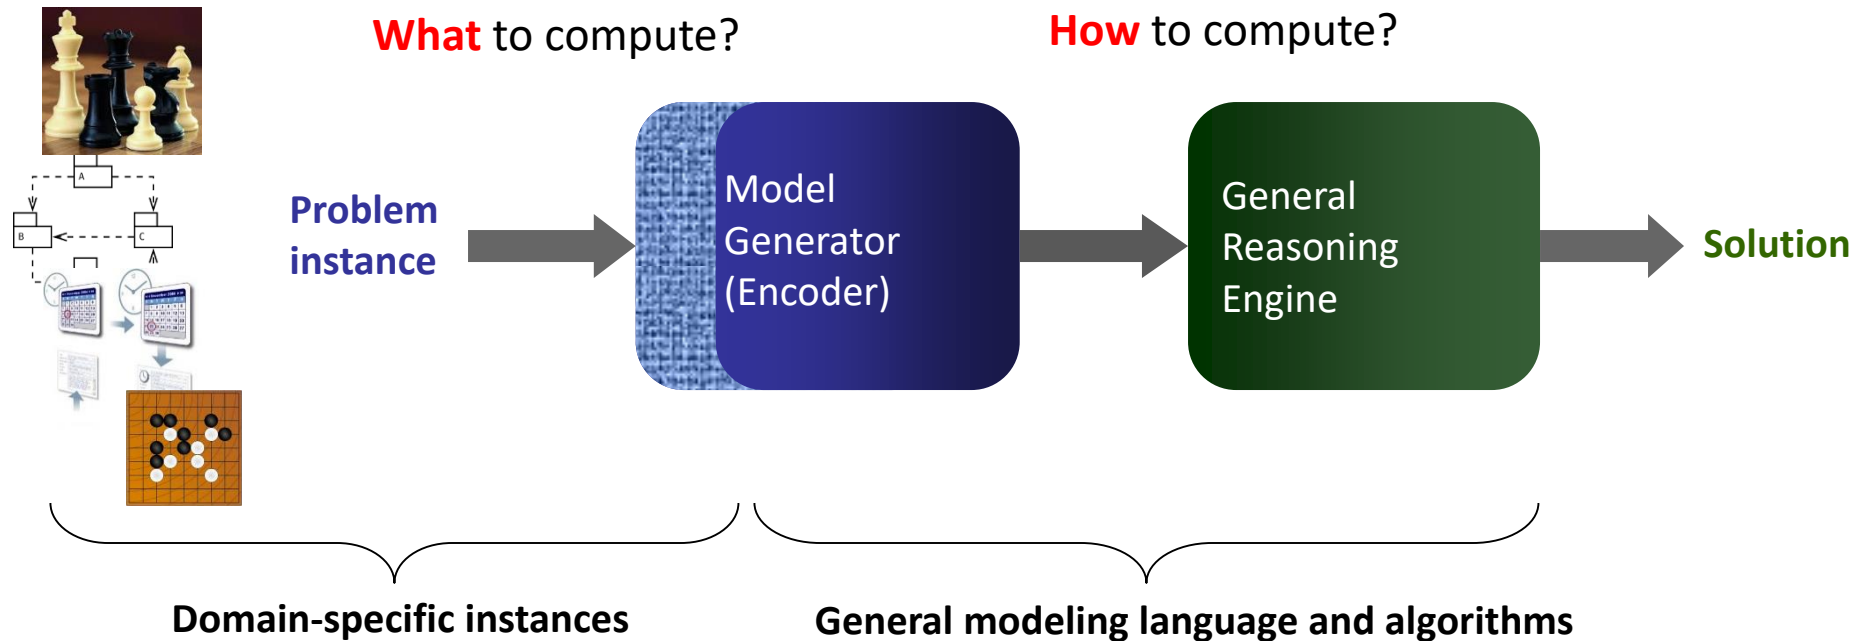 What to compute?
How to compute?
A
B
C
Problem
instance
Model
Generator
(Encoder)
General
Reasoning
Engine
Solution
Domain-specific instances
General modeling language and algorithms